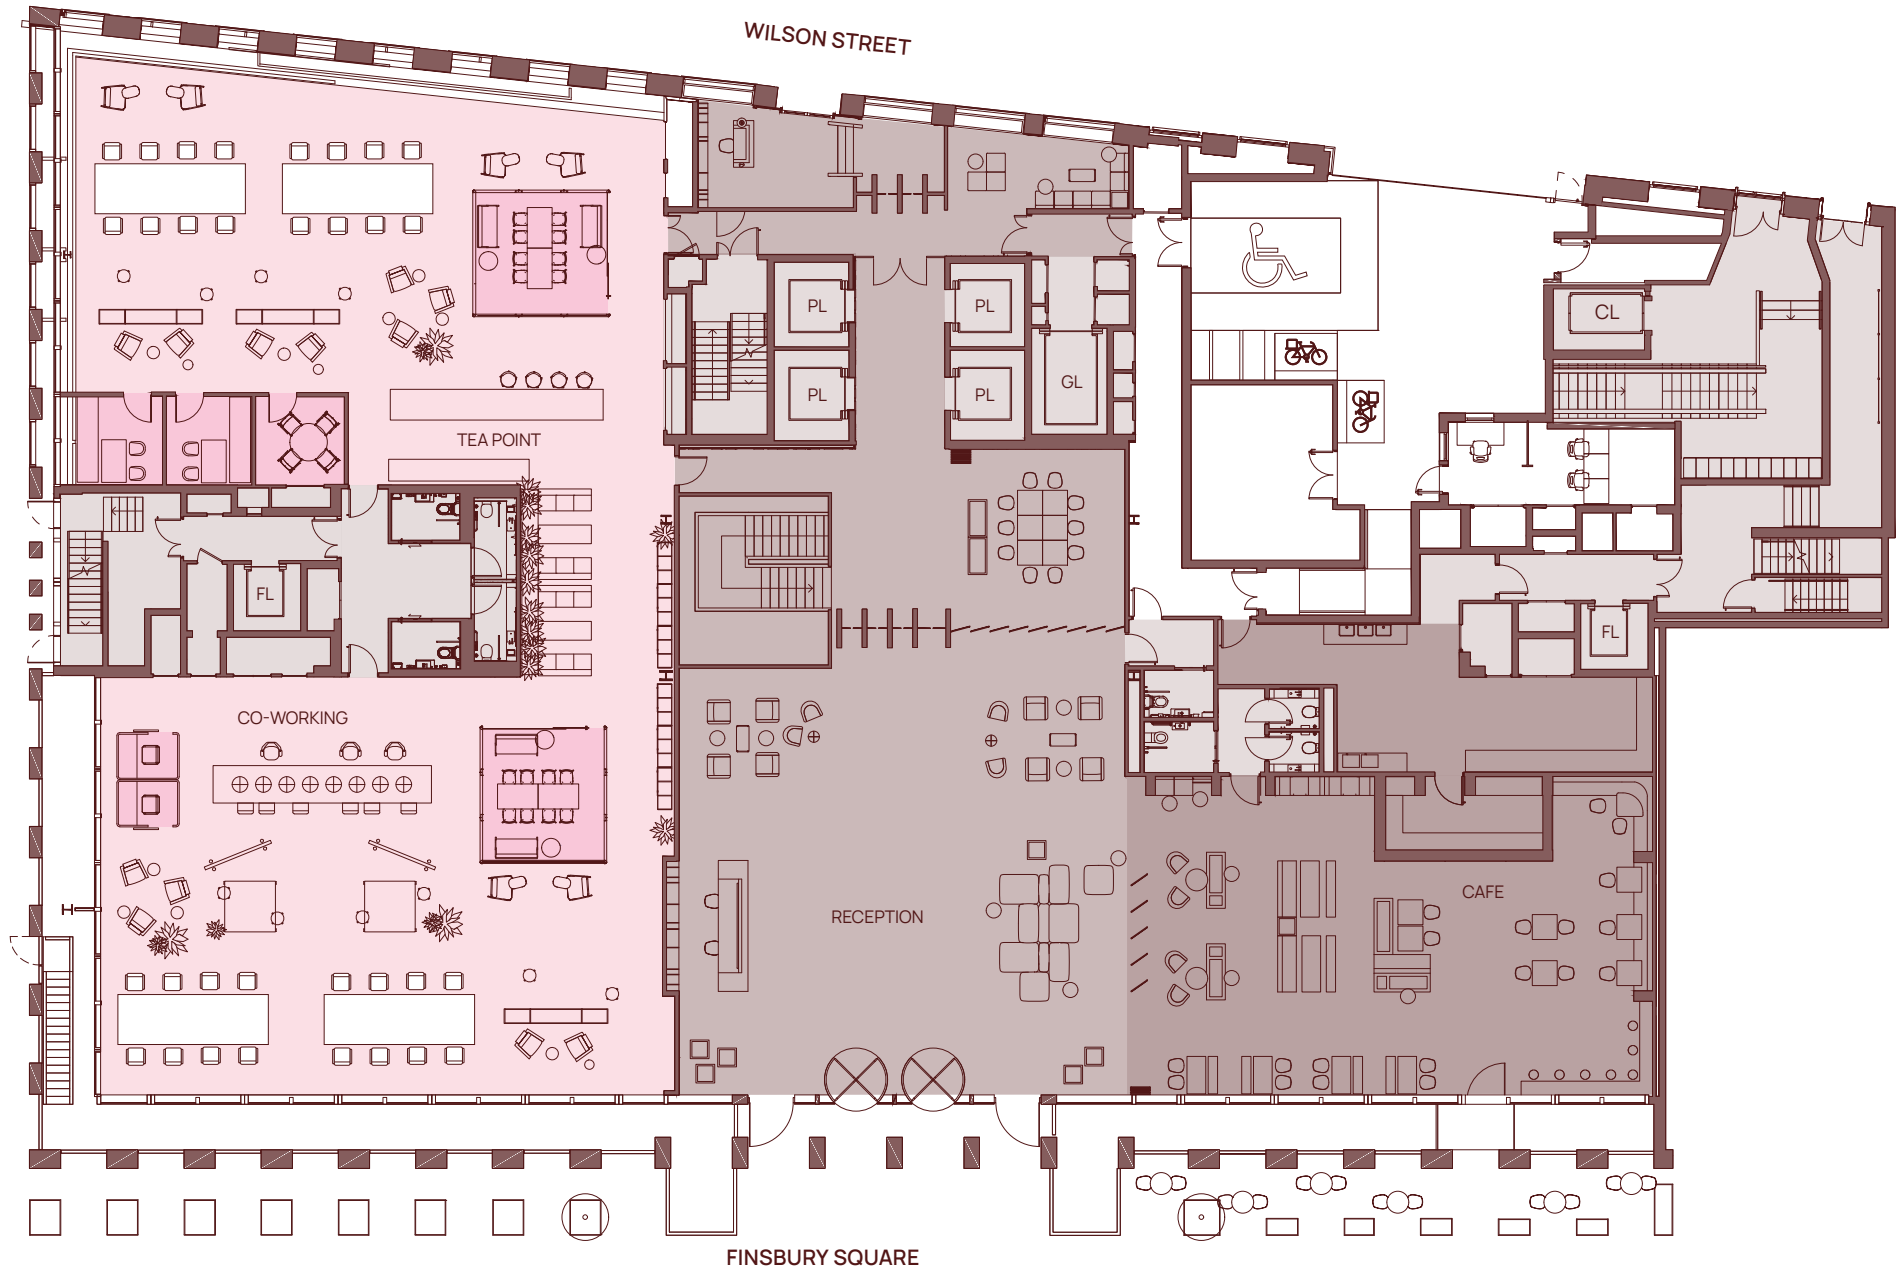 WILSON STREET
PL
PL
CL
PL
PL
GL
TEA POINT
FL
FL
CO-WORKING
CAFE
RECEPTION
FINSBURY SQUARE